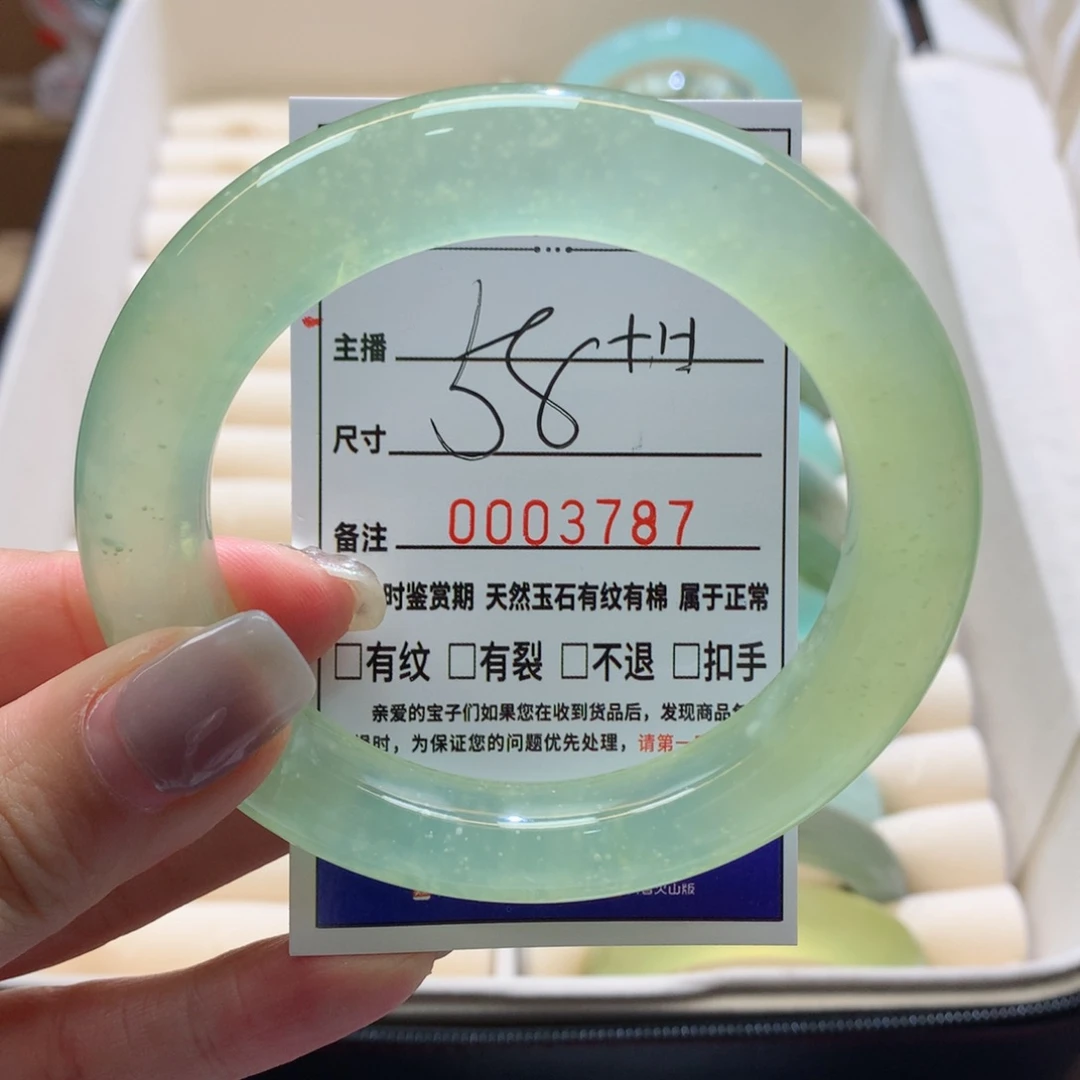 主播 58+H
尺寸
备注 0003787
时鉴赏期 天然玉石有纹有棉 属于正常
□有纹 □有裂 □不退 □扣手
亲爱的宝子们如果您在收到货品后，发现商品
时，为保证您的问题优先处理，请第一
火山版